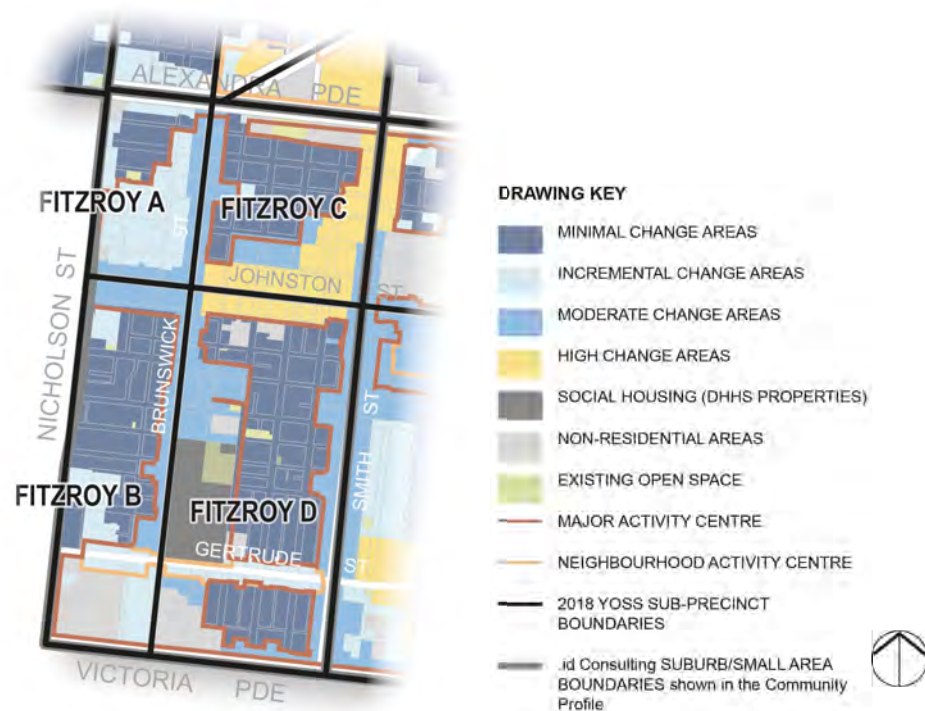 ALEXANDRA PDE
FITZROY A
ST
FITZROY C
NICHOLSON ST
JOHNSTON ST
BRUNSWICK
ST
SMITH
FITZROY B
FITZROY D
GERTRUDE ST
VICTORIA PDE
DRAWING KEY
MINIMAL CHANGE AREAS
INCREMENTAL CHANGE AREAS
MODERATE CHANGE AREAS
HIGH CHANGE AREAS
SOCIAL HOUSING (DHHS PROPERTIES)
NON-RESIDENTIAL AREAS
EXISTING OPEN SPACE
MAJOR ACTIVITY CENTRE
NEIGHBOURHOOD ACTIVITY CENTRE
2018 YOSS SUB-PRECINCT
BOUNDARIES
.id Consulting SUBURB/SMALL AREA
BOUNDARIES shown in the Community
Profile